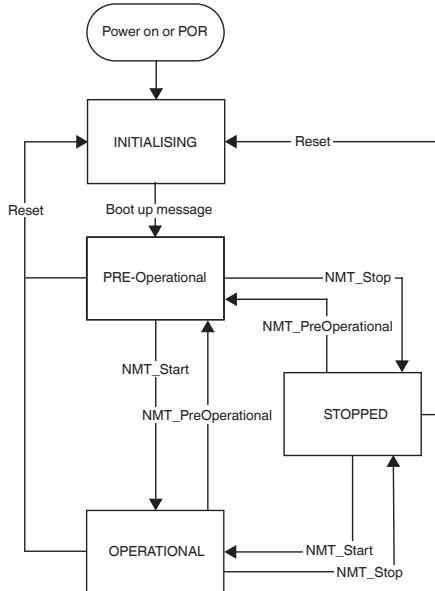 Power on or POR
INITIALISING
Reset
Reset
Boot up message
PRE-Operational
NMT_Stop
NMT_PreOperational
NMT_Start
NMT_PreOperational
STOPPED
OPERATIONAL
NMT_Start
NMT_Stop